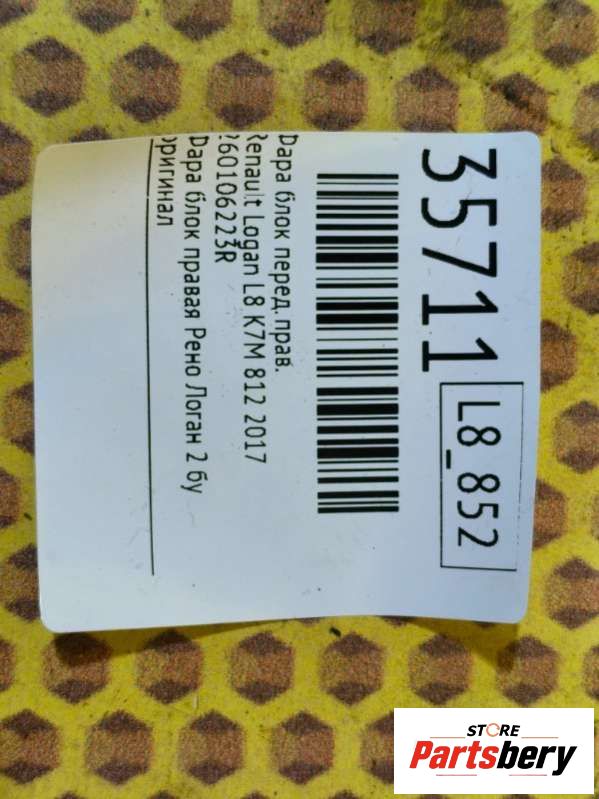 35711
L8_852
Фара блок перед. прав.
Renault Logan L8 K7M 812 2017
260106223R
Фара блок правая Рено Логан 2 бу
оригинал
STORE
Partsbery